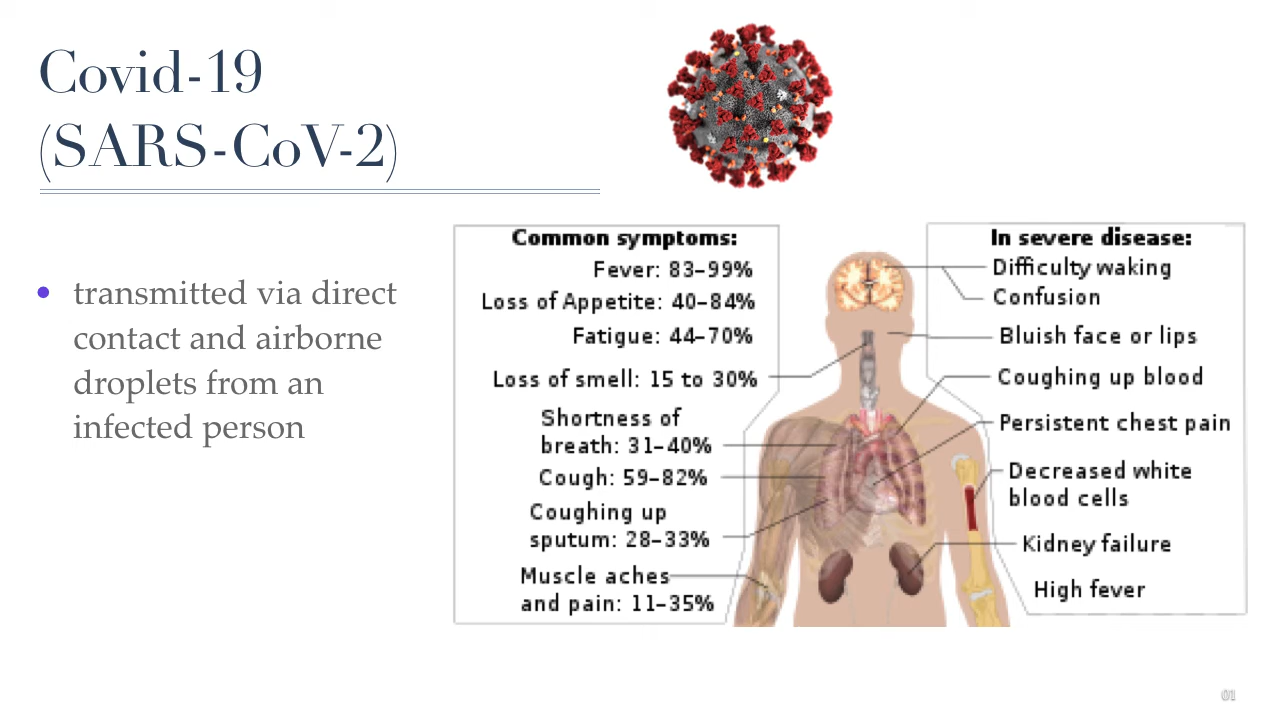 Covid-19
(SARS-CoV-2)
• transmitted via direct
contact and airborne
droplets from an
infected person
Common symptoms:
Fever: 83–99%
Loss of Appetite: 40–84%
Fatigue: 44–70%
Loss of smell: 15 to 30%
Shortness of
breath: 31–40%
Cough: 59–82%
Coughing up
sputum: 28–33%
Muscle aches
and pain: 11–35%
In severe disease:
Difficulty waking
Confusion
Bluish face or lips
Coughing up blood
Persistent chest pain
Decreased white
blood cells
Kidney failure
High fever
01